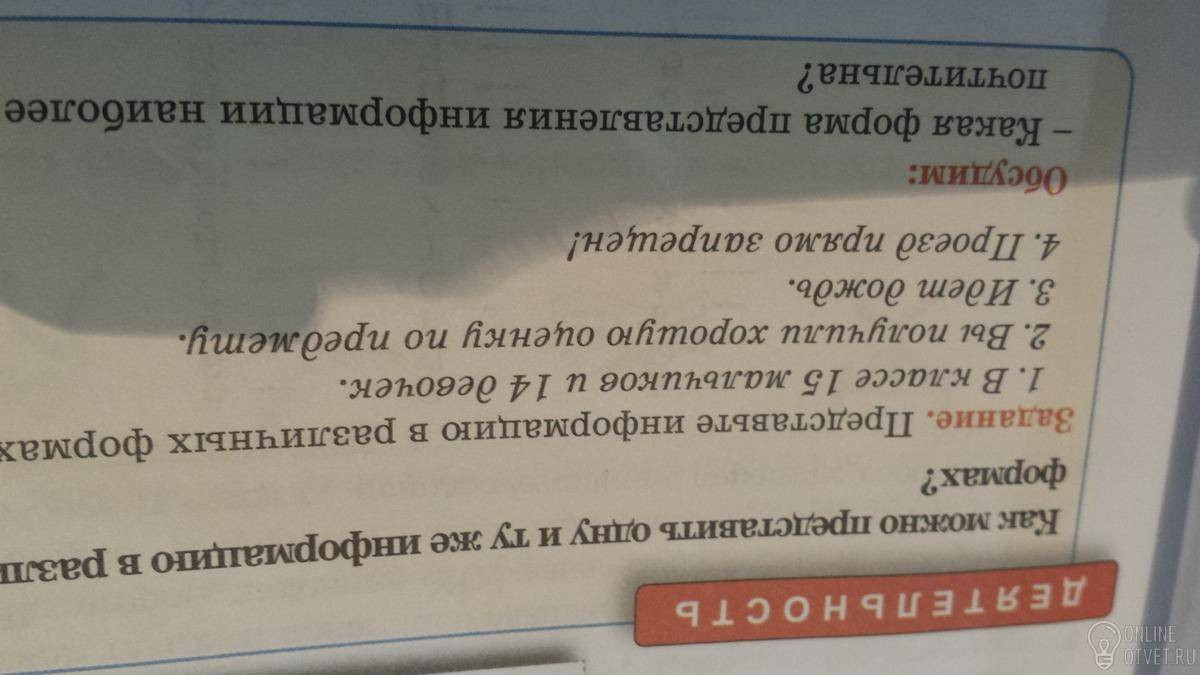 ДЕЯТЕЛЬНОСТЬ
Как можно представить одну и ту же информацию в
формах?
Задание. Представьте информацию в различных формах
1. В классе 15 мальчиков и 14 девочек.
2. Вы получили хорошую оценку по предмету.
3. Идет дождь.
4. Проезд прямо запрещен!
Обсудим:
– Какая форма представления информации наиболее
почтительна?
ONLINE
OTVET.RU